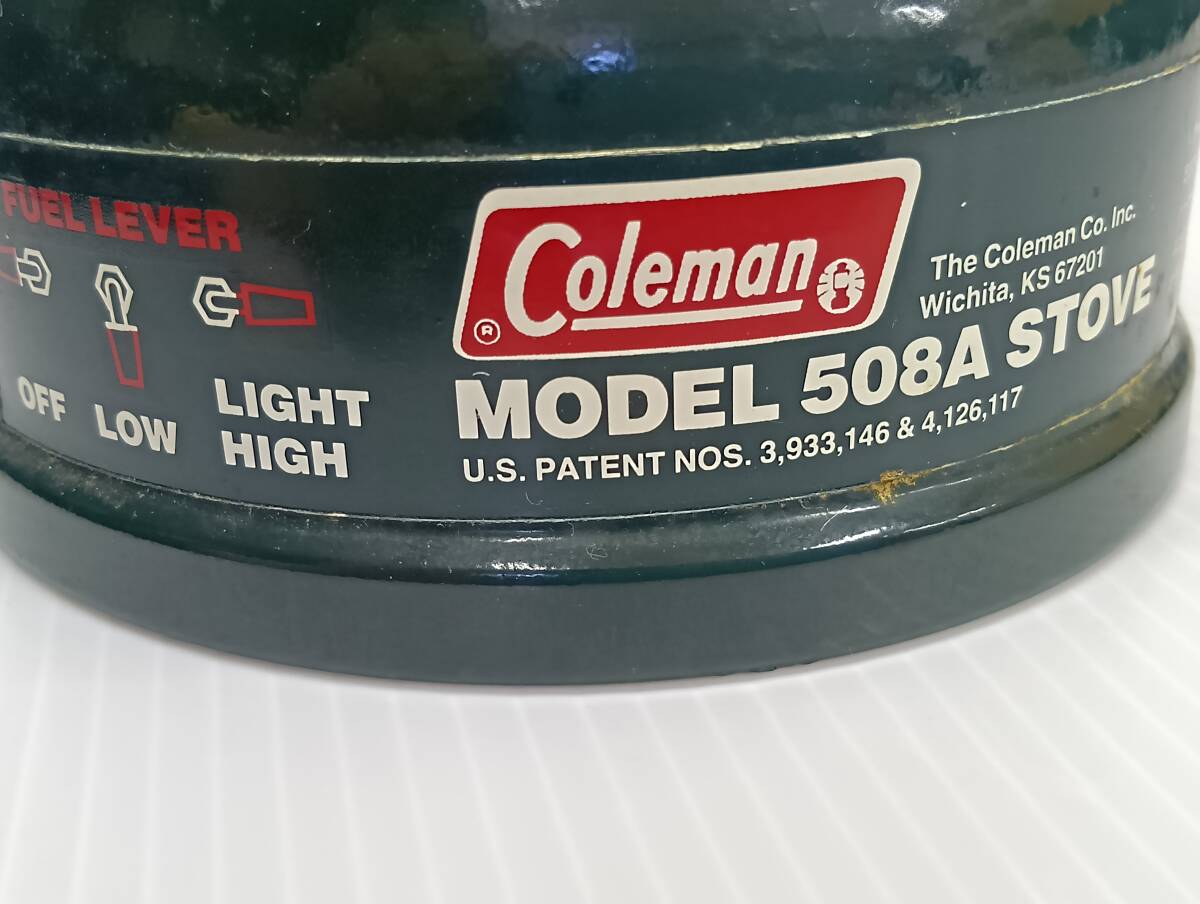 FUEL LEVER
OFF
LOW
LIGHT
HIGH
® Coleman
The Coleman Co. Inc.
Wichita, KS 67201
MODEL 508A STOVE
U.S. PATENT NOS. 3,933,146 & 4,126,117